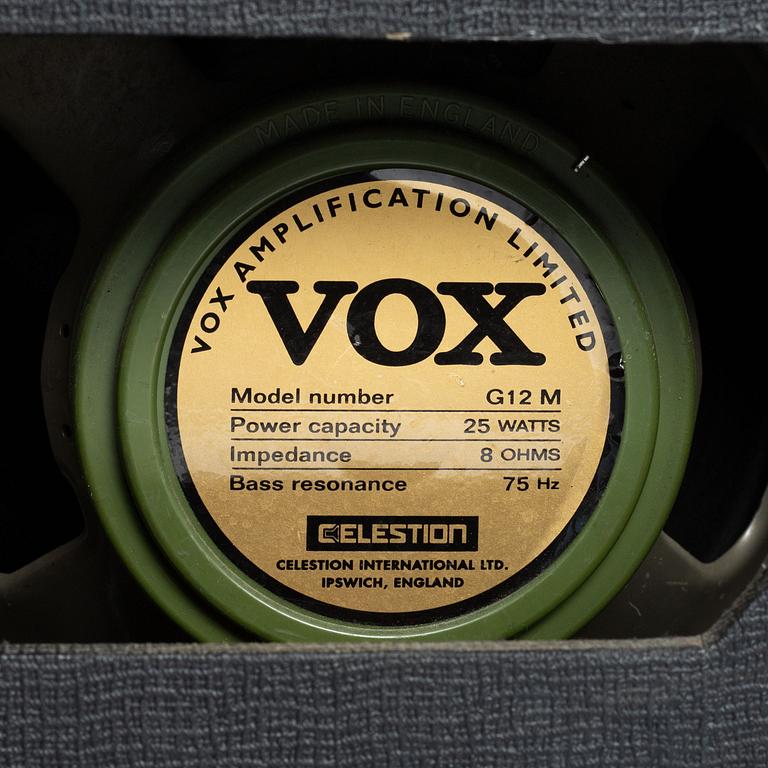 MADE IN ENGLAND
VOX AMPLIFICATION LIMITED
VOX
Model number G12 M
Power capacity 25 WATTS
Impedance 8 OHMS
Bass resonance 75 Hz
CELESTION
CELESTION INTERNATIONAL LTD.
IPSWICH, ENGLAND